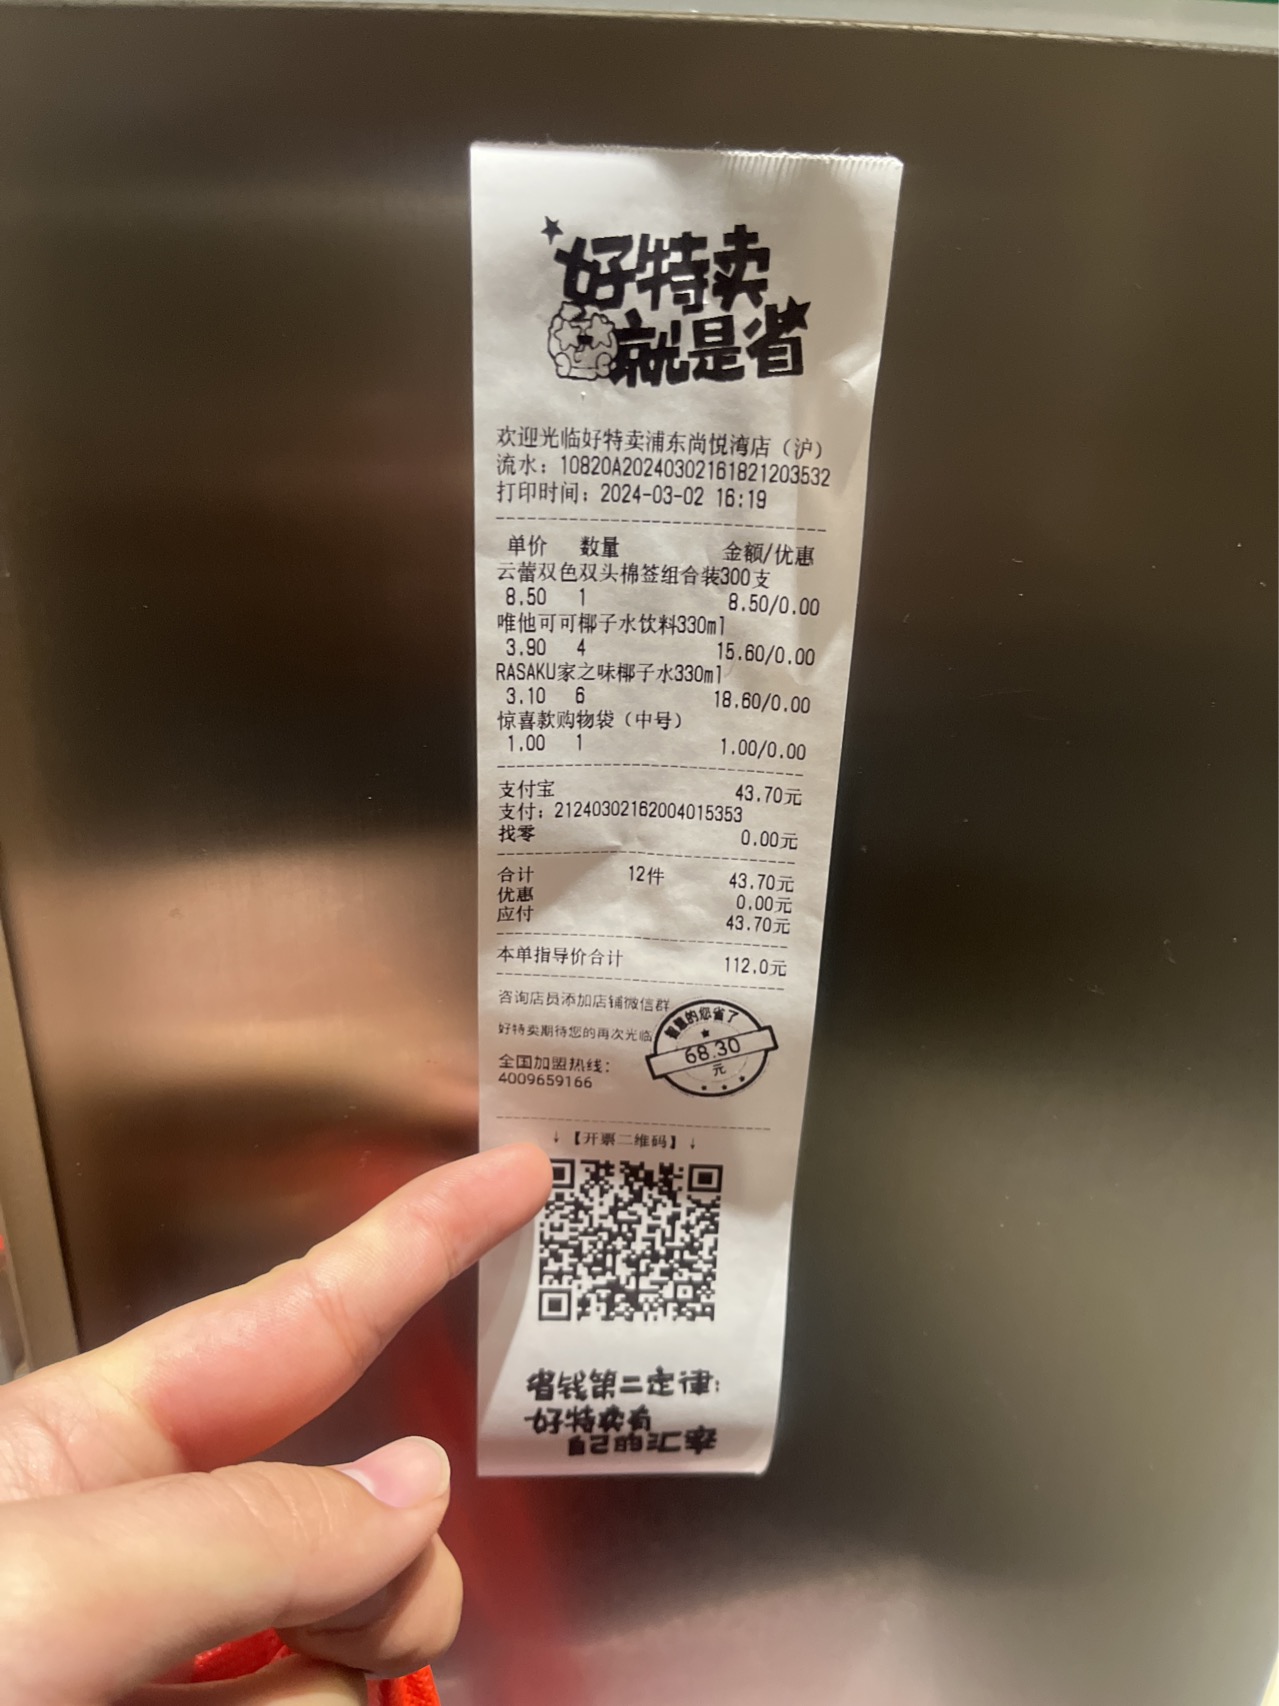 好特卖
就是省
欢迎光临好特卖浦东尚悦湾店（沪）
流水：10820A20240302161821203532
打印时间：2024-03-02 16:19
单价 数量 金额/优惠
云蕾双色双头棉签组合装300支
8.50 1 8.50/0.00
唯他可可椰子水饮料330ml
3.90 4 15.60/0.00
RASAKU家之味椰子水330ml
3.10 6 18.60/0.00
惊喜款购物袋（中号）
1.00 1 1.00/0.00
支付宝 43.70元
支付：21240302162004015353
找零 0.00元
合计 12件 43.70元
优惠 0.00元
应付 43.70元
本单指导价合计 112.0元
咨询店员添加店铺微信群
好特卖期待您的再次光临
全国加盟热线：
4009659166
的您省了
68.30
元
↓【开票二维码】↓
省钱第二定律：